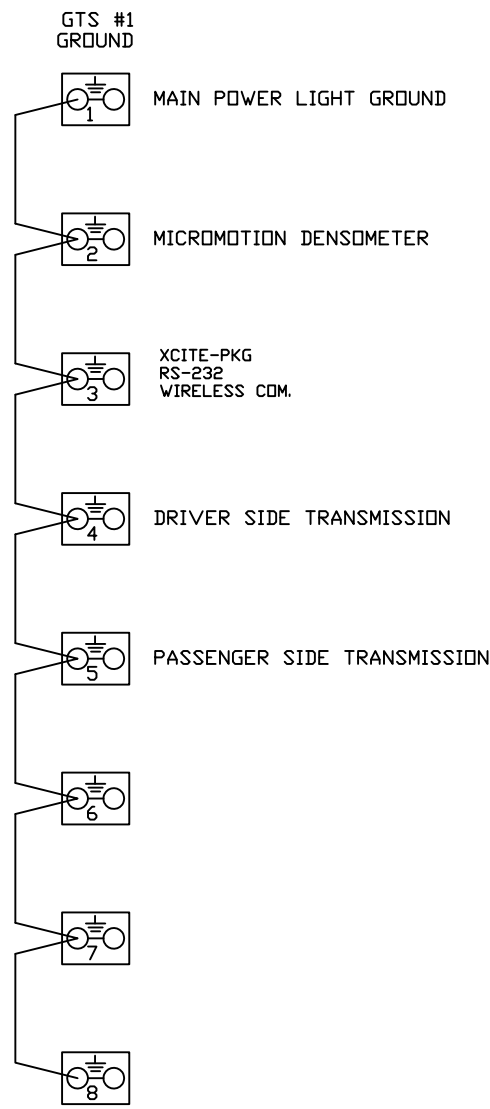 GTS #1
GROUND
1 MAIN POWER LIGHT GROUND
2 MICROMOTION DENSOMETER
XCITE-PKG
RS-232
3 WIRELESS COM.
4 DRIVER SIDE TRANSMISSION
5 PASSENGER SIDE TRANSMISSION
6
7
8